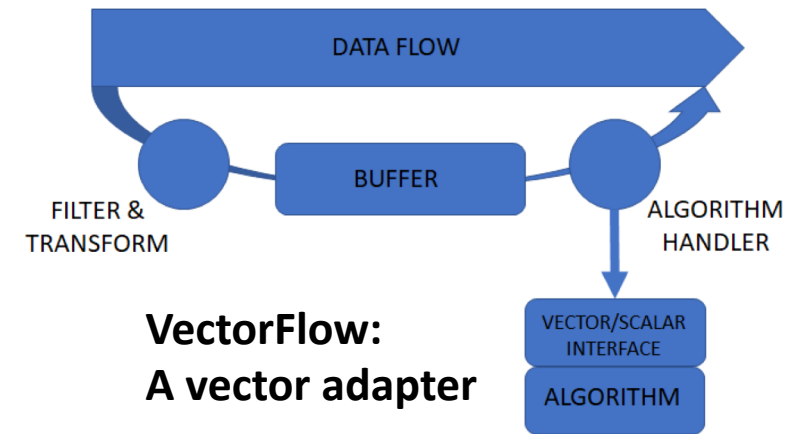 DATA FLOW
BUFFER
FILTER &
TRANSFORM
ALGORITHM
HANDLER
VectorFlow:
A vector adapter
VECTOR/SCALAR
INTERFACE
ALGORITHM